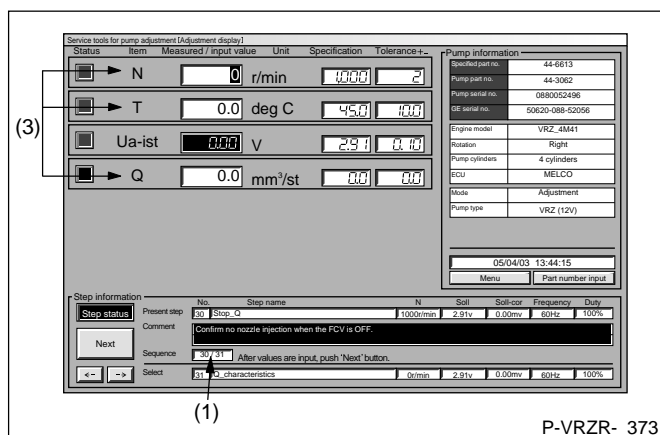 Service tools for pump adjustment [Adjustment display]
Status Item Measured / input value Unit Specification Tolerance+-
N 0 r/min 1,000 2
T 0.0 deg C 45.0 10.0
Ua-ist 0.00 V 2.91 0.10
Q 0.0 mm³/st 0.0 0.0
(3)
Pump information
Specified part no. 44-6613
Pump part no. 44-3062
Pump serial no. 0880052496
GE serial no. 50620-088-52056
Engine model VRZ_4M41
Rotation Right
Pump cylinders 4 cylinders
ECU MELCO
Mode Adjustment
Pump type VRZ (12V)
05/04/03 13:44:15
Menu Part number input
Step information
No. Step name N Soll Soll-cor Frequency Duty
Step status Present step 30 Stop_Q 1000r/min 2.91v 0.00mv 60Hz 100%
Comment Confirm no nozzle injection when the FCV is OFF.
Next
Sequence 30 / 31 After values are input, push 'Next' button.
<- -> Select 31 Q_characteristics 0r/min 2.91v 0.00mv 60Hz 100%
(1)
P-VRZR- 373